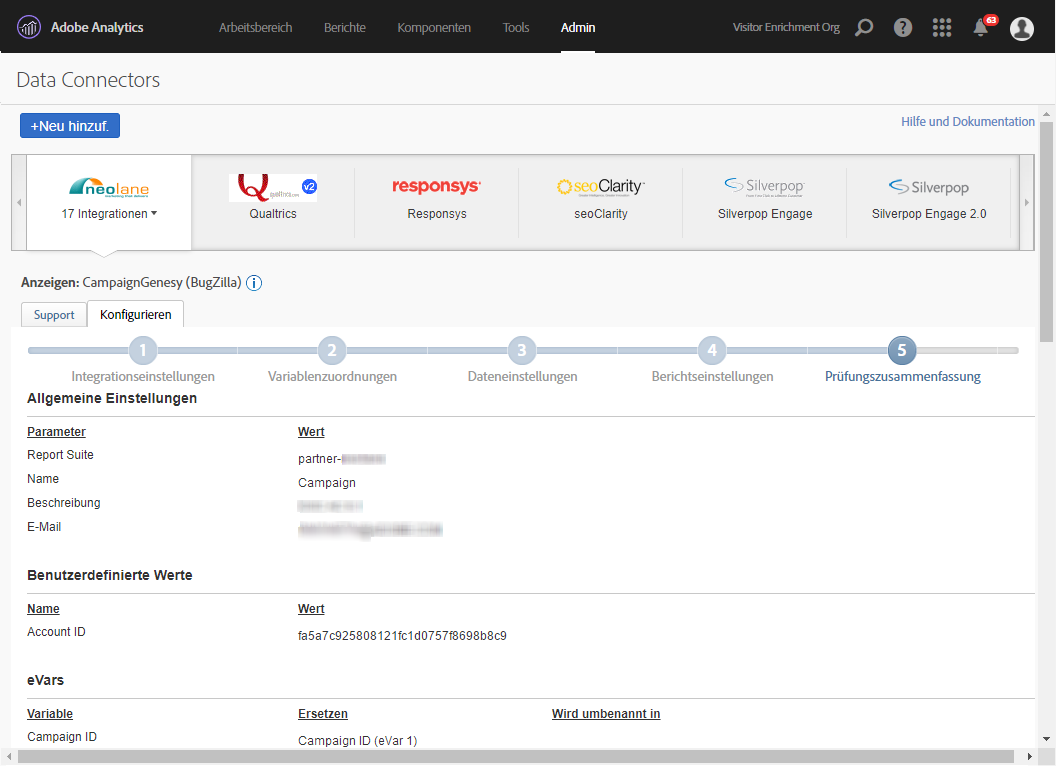 Adobe Analytics Arbeitsbereich Berichte Komponenten Tools Admin Visitor Enrichment Org ? 63
Data Connectors
+Neu hinzuf. Hilfe und Dokumentation
neolane Q qualtrics.com v2 responsys seoClarity Silverpop Silverpop
17 Integrationen Qualtrics Responsys seoClarity Silverpop Engage Silverpop Engage 2.0
Anzeigen: CampaignGenesy (BugZilla) i
Support Konfigurieren
1 2 3 4 5
Integrationseinstellungen Variablenzuordnungen Dateneinstellungen Berichtseinstellungen Prüfungszusammenfassung
Allgemeine Einstellungen
Parameter Wert
Report Suite partner-
Name Campaign
Beschreibung
E-Mail
Benutzerdefinierte Werte
Name Wert
Account ID fa5a7c925808121fc1d0757f8698b8c9
eVars
Variable Ersetzen Wird umbenannt in
Campaign ID Campaign ID (eVar 1)